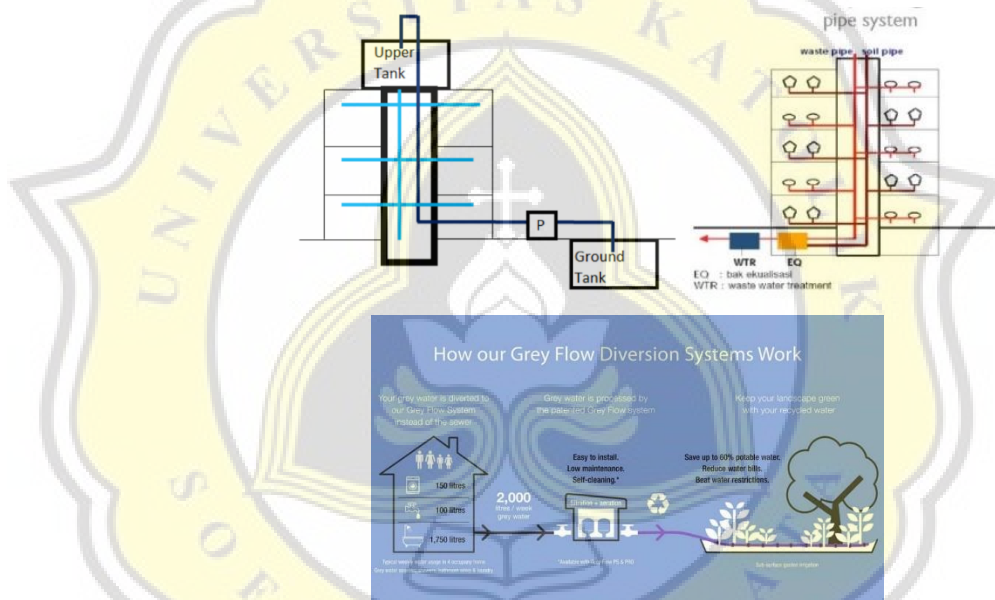 UNIVERSITAS KATOLIK
SOE
Upper
Tank
P
Ground
Tank
pipe system
waste pipe soil pipe
WTR EQ
EQ : bak ekualisasi
WTR : waste water treatment
How our Grey Flow Diversion Systems Work
Your grey water is diverted to
our Grey Flow System
instead of the sewer
Grey water is processed by
the patented Grey Flow system
Keep your landscape green
with your recycled water
150 litres
100 litres
1,750 litres
2,000
litres / week
grey water
Easy to install.
Low maintenance.
Self-cleaning.*
Save up to 60% potable water.
Reduce water bills.
Beat water restrictions.